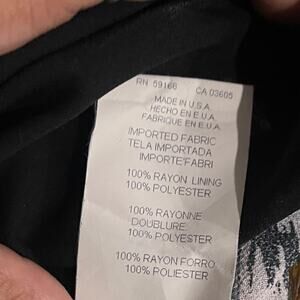 RN 59166 CA 03605
MADE IN U.S.A.
HECHO EN E.U.A.
FABRIQUE EN E.U.A.
IMPORTED FABRIC
TELA IMPORTADA
IMPORTE'FABRI
100% RAYON LINING
100% POLYESTER
100% RAYONNE
DOUBLURE
100% POLYESTER
100% RAYON FORRO
100% POLIESTER